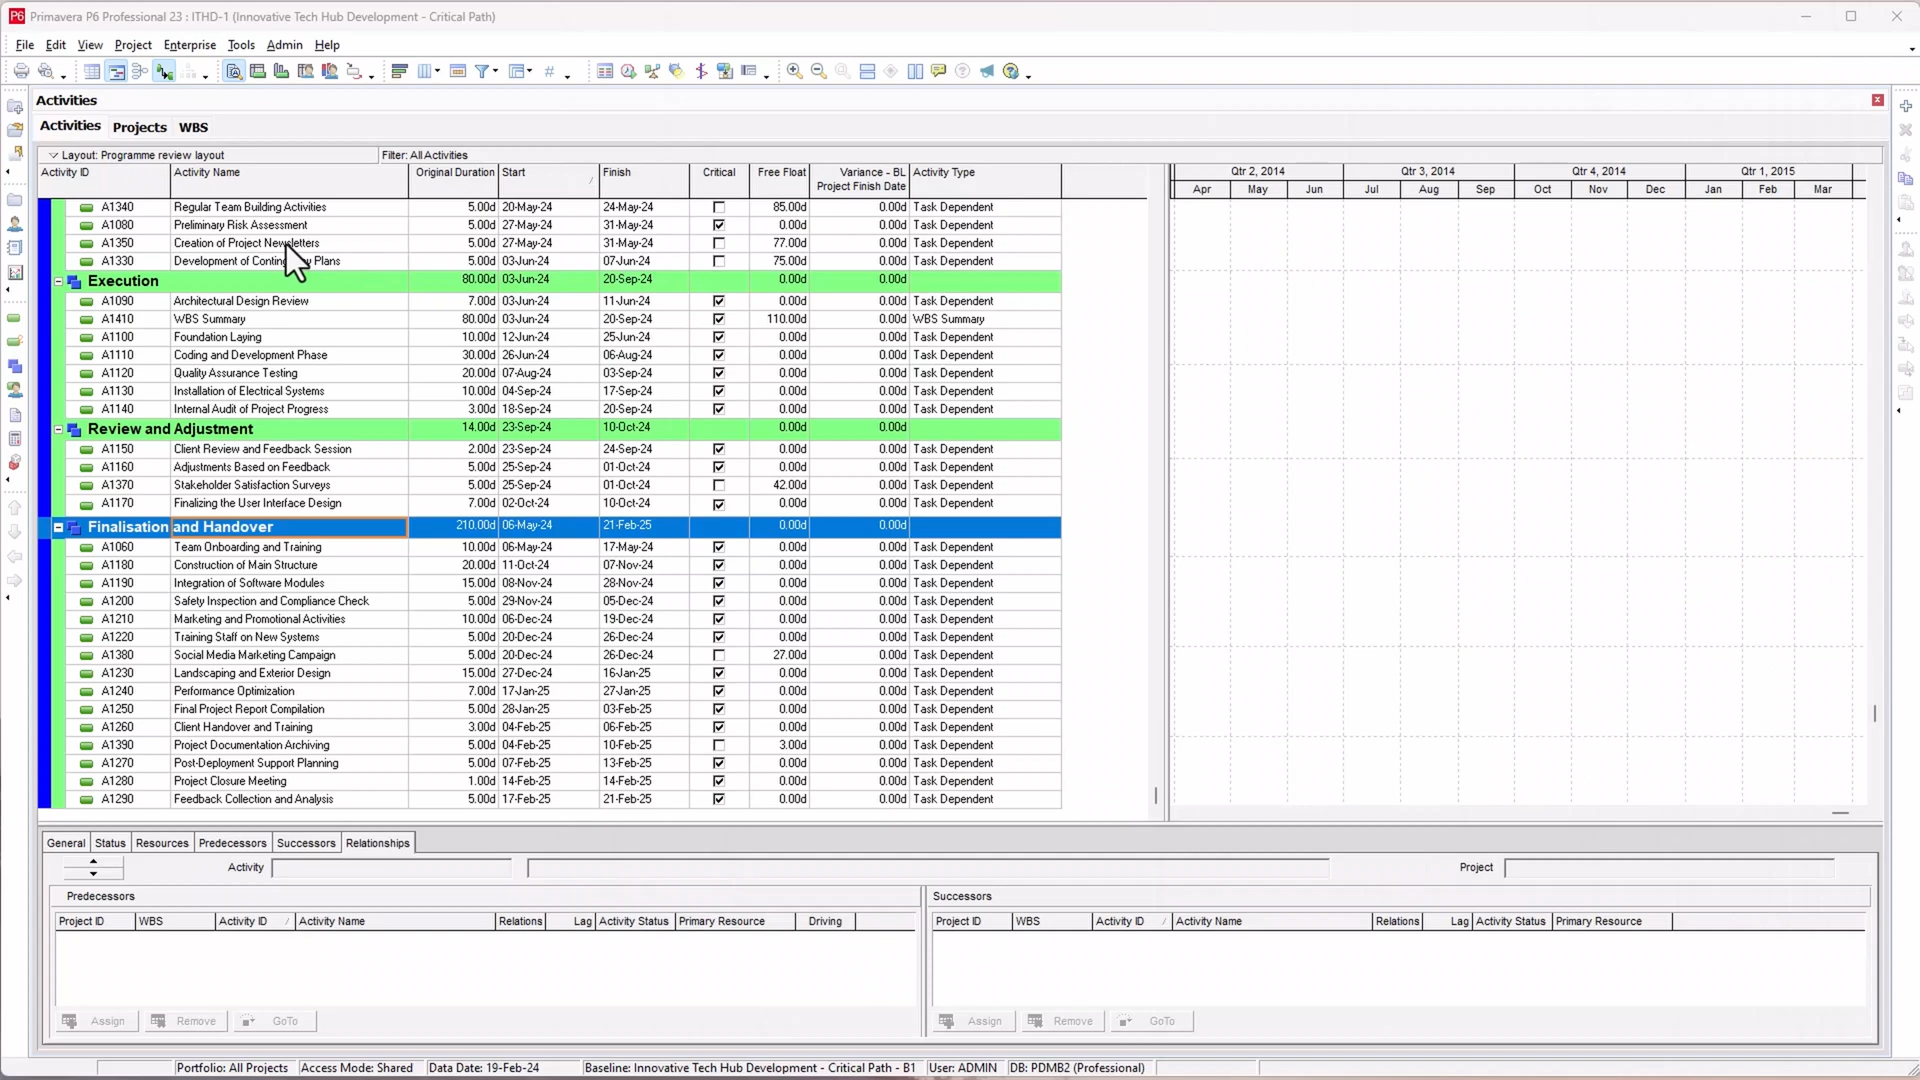 Primavera P6 Professional 23 : ITHD-1 (Innovative Tech Hub Development - Critical Path)
File Edit View Project Enterprise Tools Admin Help
Activities
Activities Projects WBS
Layout: Programme review layout Filter: All Activities
Activity ID Activity Name Original Duration Start Finish Critical Free Float Variance - BL Project Finish Date Activity Type
Qtr 2, 2014 Qtr 3, 2014 Qtr 4, 2014 Qtr 1, 2015
Apr May Jun Jul Aug Sep Oct Nov Dec Jan Feb Mar
A1340 Regular Team Building Activities 5.00d 20-May-24 24-May-24 85.00d 0.00d Task Dependent
A1080 Preliminary Risk Assessment 5.00d 27-May-24 31-May-24 0.00d 0.00d Task Dependent
A1350 Creation of Project Newsletters 5.00d 27-May-24 31-May-24 77.00d 0.00d Task Dependent
A1330 Development of Contingency Plans 5.00d 03-Jun-24 07-Jun-24 75.00d 0.00d Task Dependent
Execution 80.00d 03-Jun-24 20-Sep-24 0.00d 0.00d
A1090 Architectural Design Review 7.00d 03-Jun-24 11-Jun-24 0.00d 0.00d Task Dependent
A1410 WBS Summary 80.00d 03-Jun-24 20-Sep-24 110.00d 0.00d WBS Summary
A1100 Foundation Laying 10.00d 12-Jun-24 25-Jun-24 0.00d 0.00d Task Dependent
A1110 Coding and Development Phase 30.00d 26-Jun-24 06-Aug-24 0.00d 0.00d Task Dependent
A1120 Quality Assurance Testing 20.00d 07-Aug-24 03-Sep-24 0.00d 0.00d Task Dependent
A1130 Installation of Electrical Systems 10.00d 04-Sep-24 17-Sep-24 0.00d 0.00d Task Dependent
A1140 Internal Audit of Project Progress 3.00d 18-Sep-24 20-Sep-24 0.00d 0.00d Task Dependent
Review and Adjustment 14.00d 23-Sep-24 10-Oct-24 0.00d 0.00d
A1150 Client Review and Feedback Session 2.00d 23-Sep-24 24-Sep-24 0.00d 0.00d Task Dependent
A1160 Adjustments Based on Feedback 5.00d 25-Sep-24 01-Oct-24 0.00d 0.00d Task Dependent
A1370 Stakeholder Satisfaction Surveys 5.00d 25-Sep-24 01-Oct-24 42.00d 0.00d Task Dependent
A1170 Finalizing the User Interface Design 7.00d 02-Oct-24 10-Oct-24 0.00d 0.00d Task Dependent
Finalisation and Handover 210.00d 06-May-24 21-Feb-25 0.00d 0.00d
A1060 Team Onboarding and Training 10.00d 06-May-24 17-May-24 0.00d 0.00d Task Dependent
A1180 Construction of Main Structure 20.00d 11-Oct-24 07-Nov-24 0.00d 0.00d Task Dependent
A1190 Integration of Software Modules 15.00d 08-Nov-24 28-Nov-24 0.00d 0.00d Task Dependent
A1200 Safety Inspection and Compliance Check 5.00d 29-Nov-24 05-Dec-24 0.00d 0.00d Task Dependent
A1210 Marketing and Promotional Activities 10.00d 06-Dec-24 19-Dec-24 0.00d 0.00d Task Dependent
A1220 Training Staff on New Systems 5.00d 20-Dec-24 26-Dec-24 0.00d 0.00d Task Dependent
A1380 Social Media Marketing Campaign 5.00d 20-Dec-24 26-Dec-24 27.00d 0.00d Task Dependent
A1230 Landscaping and Exterior Design 15.00d 27-Dec-24 16-Jan-25 0.00d 0.00d Task Dependent
A1240 Performance Optimization 7.00d 17-Jan-25 27-Jan-25 0.00d 0.00d Task Dependent
A1250 Final Project Report Compilation 5.00d 28-Jan-25 03-Feb-25 0.00d 0.00d Task Dependent
A1260 Client Handover and Training 3.00d 04-Feb-25 06-Feb-25 0.00d 0.00d Task Dependent
A1390 Project Documentation Archiving 5.00d 04-Feb-25 10-Feb-25 3.00d 0.00d Task Dependent
A1270 Post-Deployment Support Planning 5.00d 07-Feb-25 13-Feb-25 0.00d 0.00d Task Dependent
A1280 Project Closure Meeting 1.00d 14-Feb-25 14-Feb-25 0.00d 0.00d Task Dependent
A1290 Feedback Collection and Analysis 5.00d 17-Feb-25 21-Feb-25 0.00d 0.00d Task Dependent
General Status Resources Predecessors Successors Relationships
Activity Project
Predecessors Successors
Project ID WBS Activity ID Activity Name Relations Lag Activity Status Primary Resource Driving Project ID WBS Activity ID Activity Name Relations Lag Activity Status Primary Resource
Assign Remove GoTo Assign Remove GoTo
Portfolio: All Projects Access Mode: Shared Data Date: 19-Feb-24 Baseline: Innovative Tech Hub Development - Critical Path - B1 User: ADMIN DB: PDMB2 (Professional)